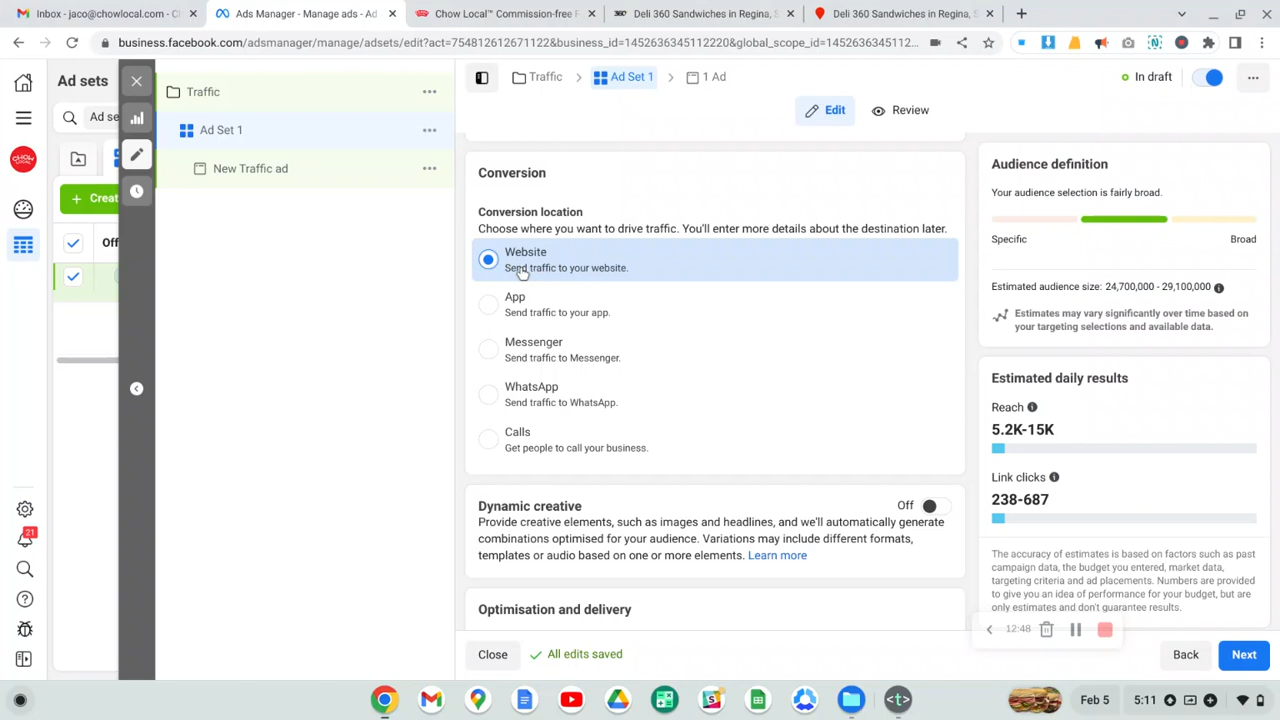 Inbox - jaco@chowlocal.com - Ch
Ads Manager - Manage ads - Ad
Chow Local™ Commission-free F
Deli 360 Sandwiches in Regina, S
Deli 360 Sandwiches in Regina, S
business.facebook.com/adsmanager/manage/adsets/edit?act=754812612671122&business_id=1452636345112220&global_scope_id=145263634511...
Ad sets
Ad se
Creat
Off
21
CHOW LOCAL
Traffic
Ad Set 1
New Traffic ad
Traffic
Ad Set 1
1 Ad
In draft
Edit
Review
Conversion
Conversion location
Choose where you want to drive traffic. You'll enter more details about the destination later.
Website
Send traffic to your website.
App
Send traffic to your app.
Messenger
Send traffic to Messenger.
WhatsApp
Send traffic to WhatsApp.
Calls
Get people to call your business.
Dynamic creative
Off
Provide creative elements, such as images and headlines, and we'll automatically generate
combinations optimised for your audience. Variations may include different formats,
templates or audio based on one or more elements. Learn more
Optimisation and delivery
Close
All edits saved
Back
Next
Audience definition
Your audience selection is fairly broad.
Specific
Broad
Estimated audience size: 24,700,000 - 29,100,000
Estimates may vary significantly over time based on
your targeting selections and available data.
Estimated daily results
Reach
5.2K-15K
Link clicks
238-687
The accuracy of estimates is based on factors such as past
campaign data, the budget you entered, market data,
targeting criteria and ad placements. Numbers are provided
to give you an idea of performance for your budget, but are
only estimates and don't guarantee results.
12:48
Feb 5
5:11